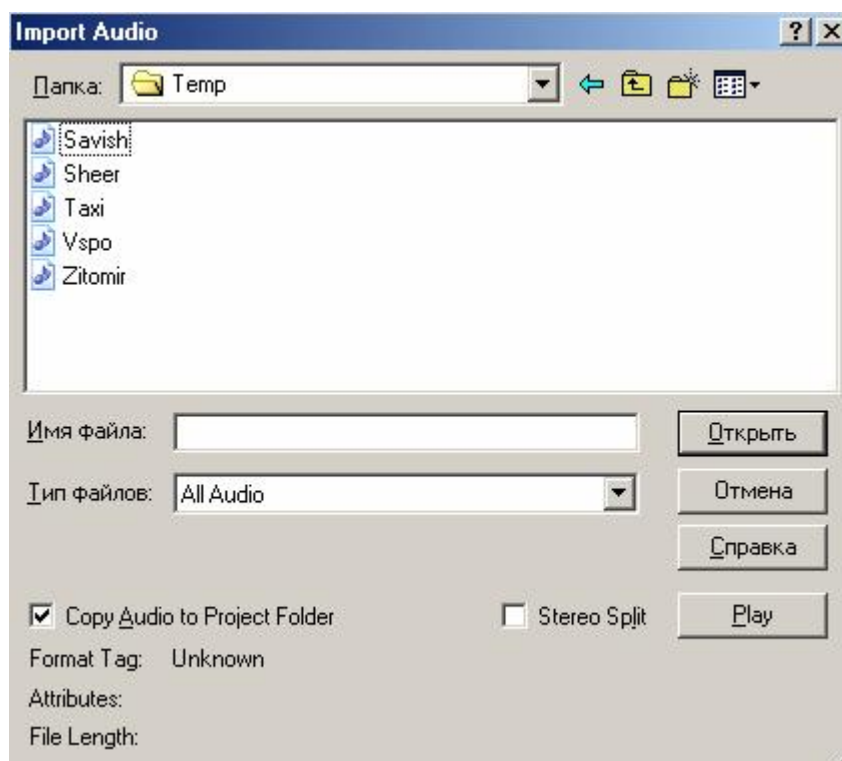 Import Audio
Папка: Temp
Savish
Sheer
Taxi
Vspo
Zitomir
Имя файла: Открыть
Тип файлов: All Audio Отмена
Справка
Copy Audio to Project Folder Stereo Split Play
Format Tag: Unknown
Attributes:
File Length: